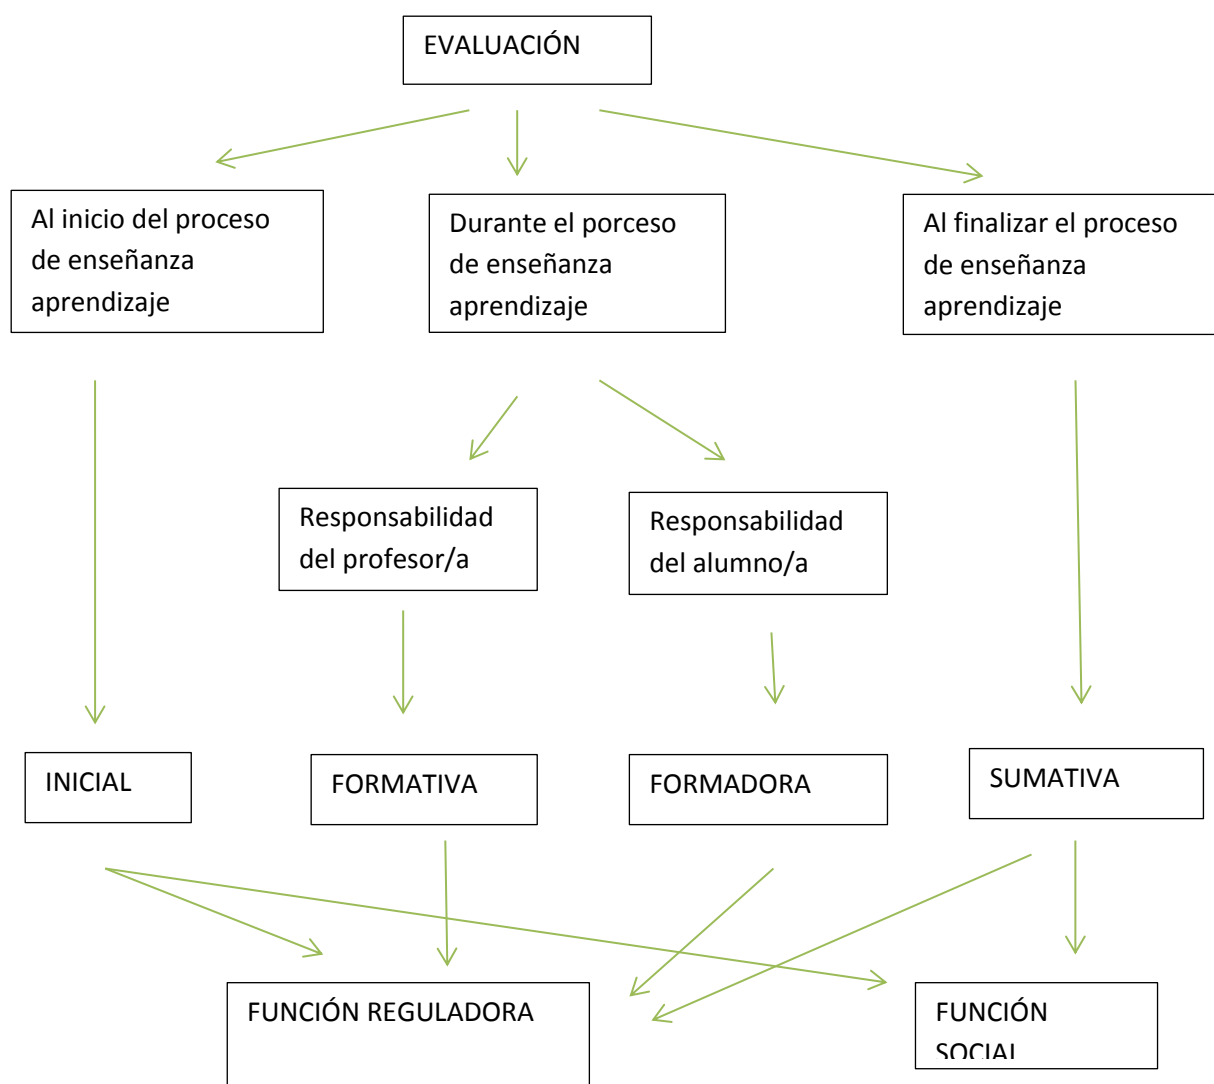 EVALUACIÓN
Al inicio del proceso
de enseñanza
aprendizaje
Durante el porceso
de enseñanza
aprendizaje
Al finalizar el proceso
de enseñanza
aprendizaje
Responsabilidad
del profesor/a
Responsabilidad
del alumno/a
INICIAL
FORMATIVA
FORMADORA
SUMATIVA
FUNCIÓN REGULADORA
FUNCIÓN
SOCIAL